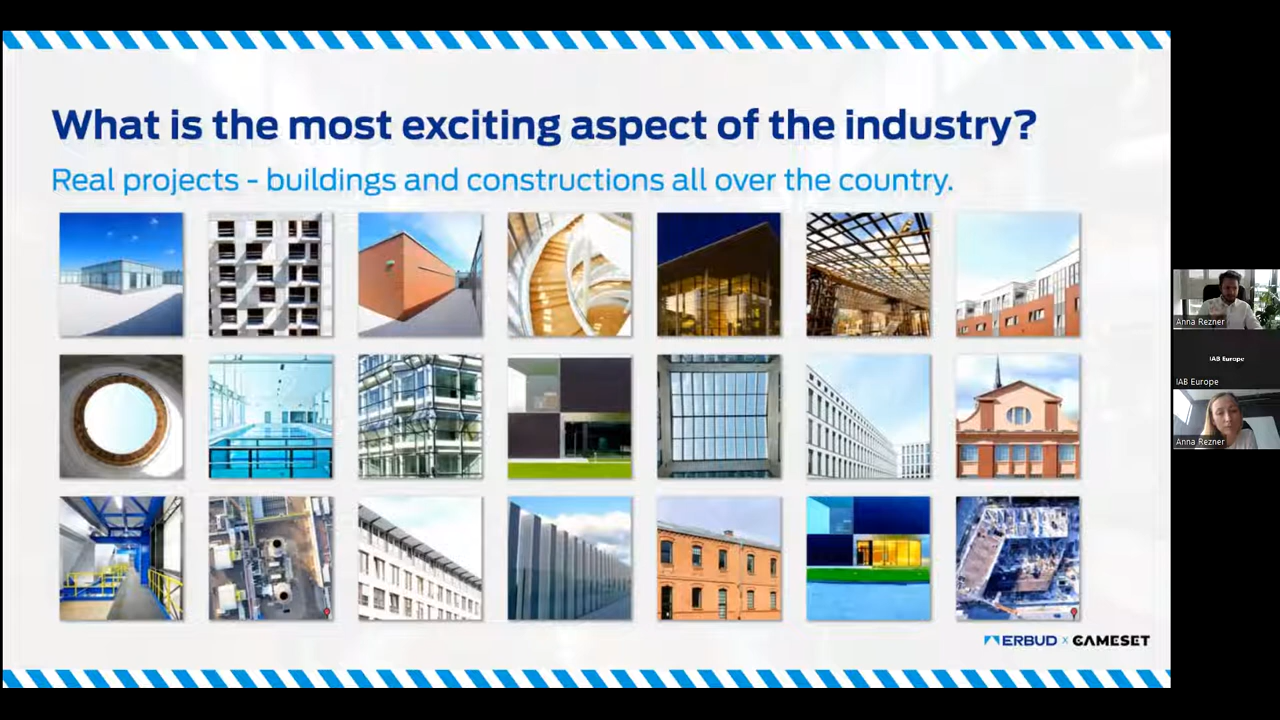 What is the most exciting aspect of the industry?
Real projects - buildings and constructions all over the country.
Anna Rezner
IAB Europe
IAB Europe
Anna Rezner
ERBUD x GAMESET